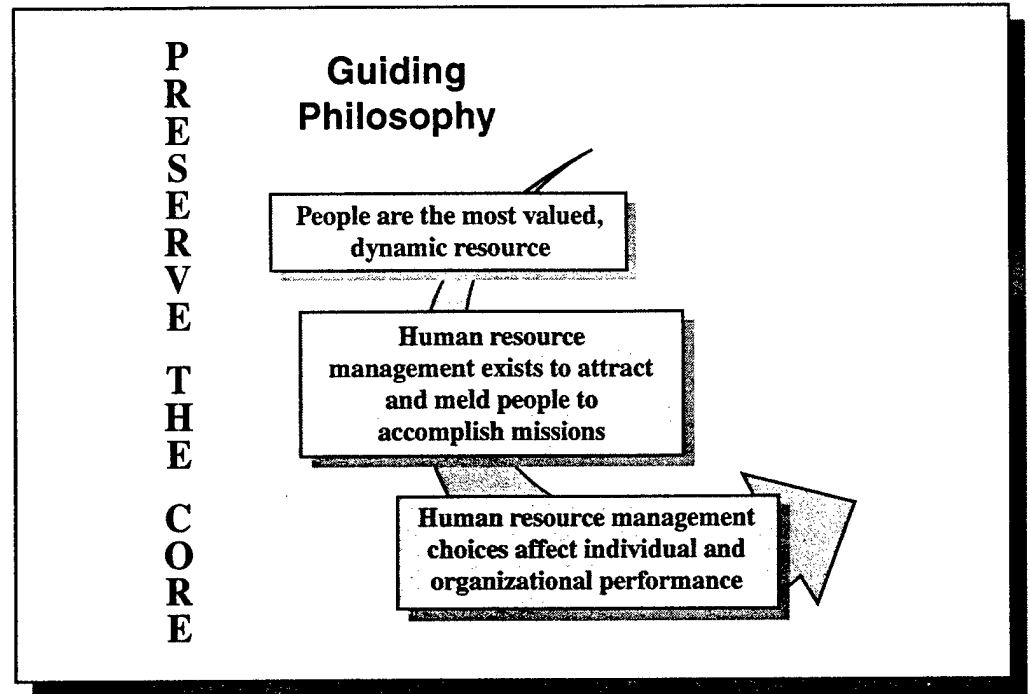 PRESERVE THE CORE
Guiding
Philosophy
People are the most valued,
dynamic resource
Human resource
management exists to attract
and meld people to
accomplish missions
Human resource management
choices affect individual and
organizational performance